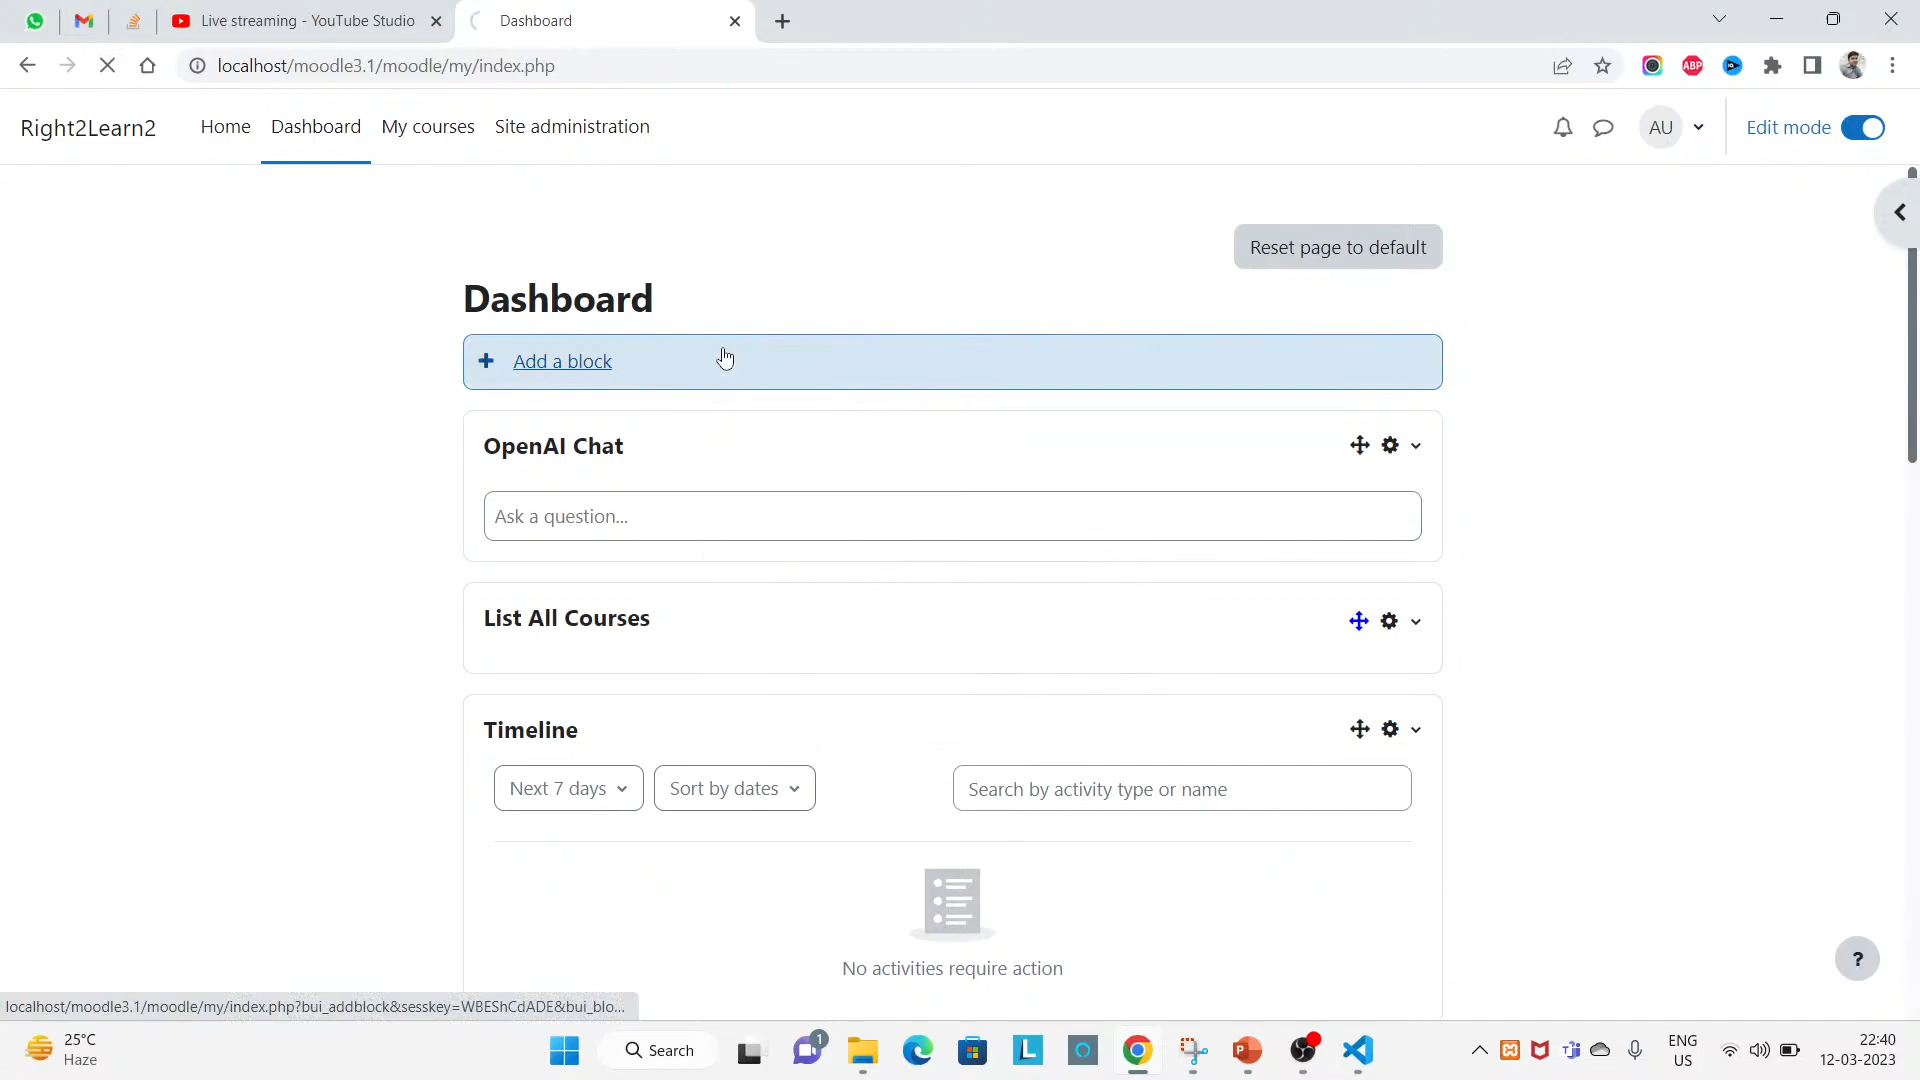 Live streaming - YouTube Studio
Dashboard
localhost/moodle3.1/moodle/my/index.php
ABP
Right2Learn2
Home
Dashboard
My courses
Site administration
AU
Edit mode
Reset page to default
Dashboard
Add a block
OpenAI Chat
Ask a question...
List All Courses
Timeline
Next 7 days
Sort by dates
Search by activity type or name
No activities require action
?
localhost/moodle3.1/moodle/my/index.php?bui_addblock&sesskey=WBEShCdADE&bui_blo...
25°C
Haze
Search
1
L
P
ENG
US
22:40
12-03-2023